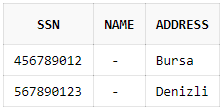 SSN NAME ADDRESS
456789012 - Bursa
567890123 - Denizli